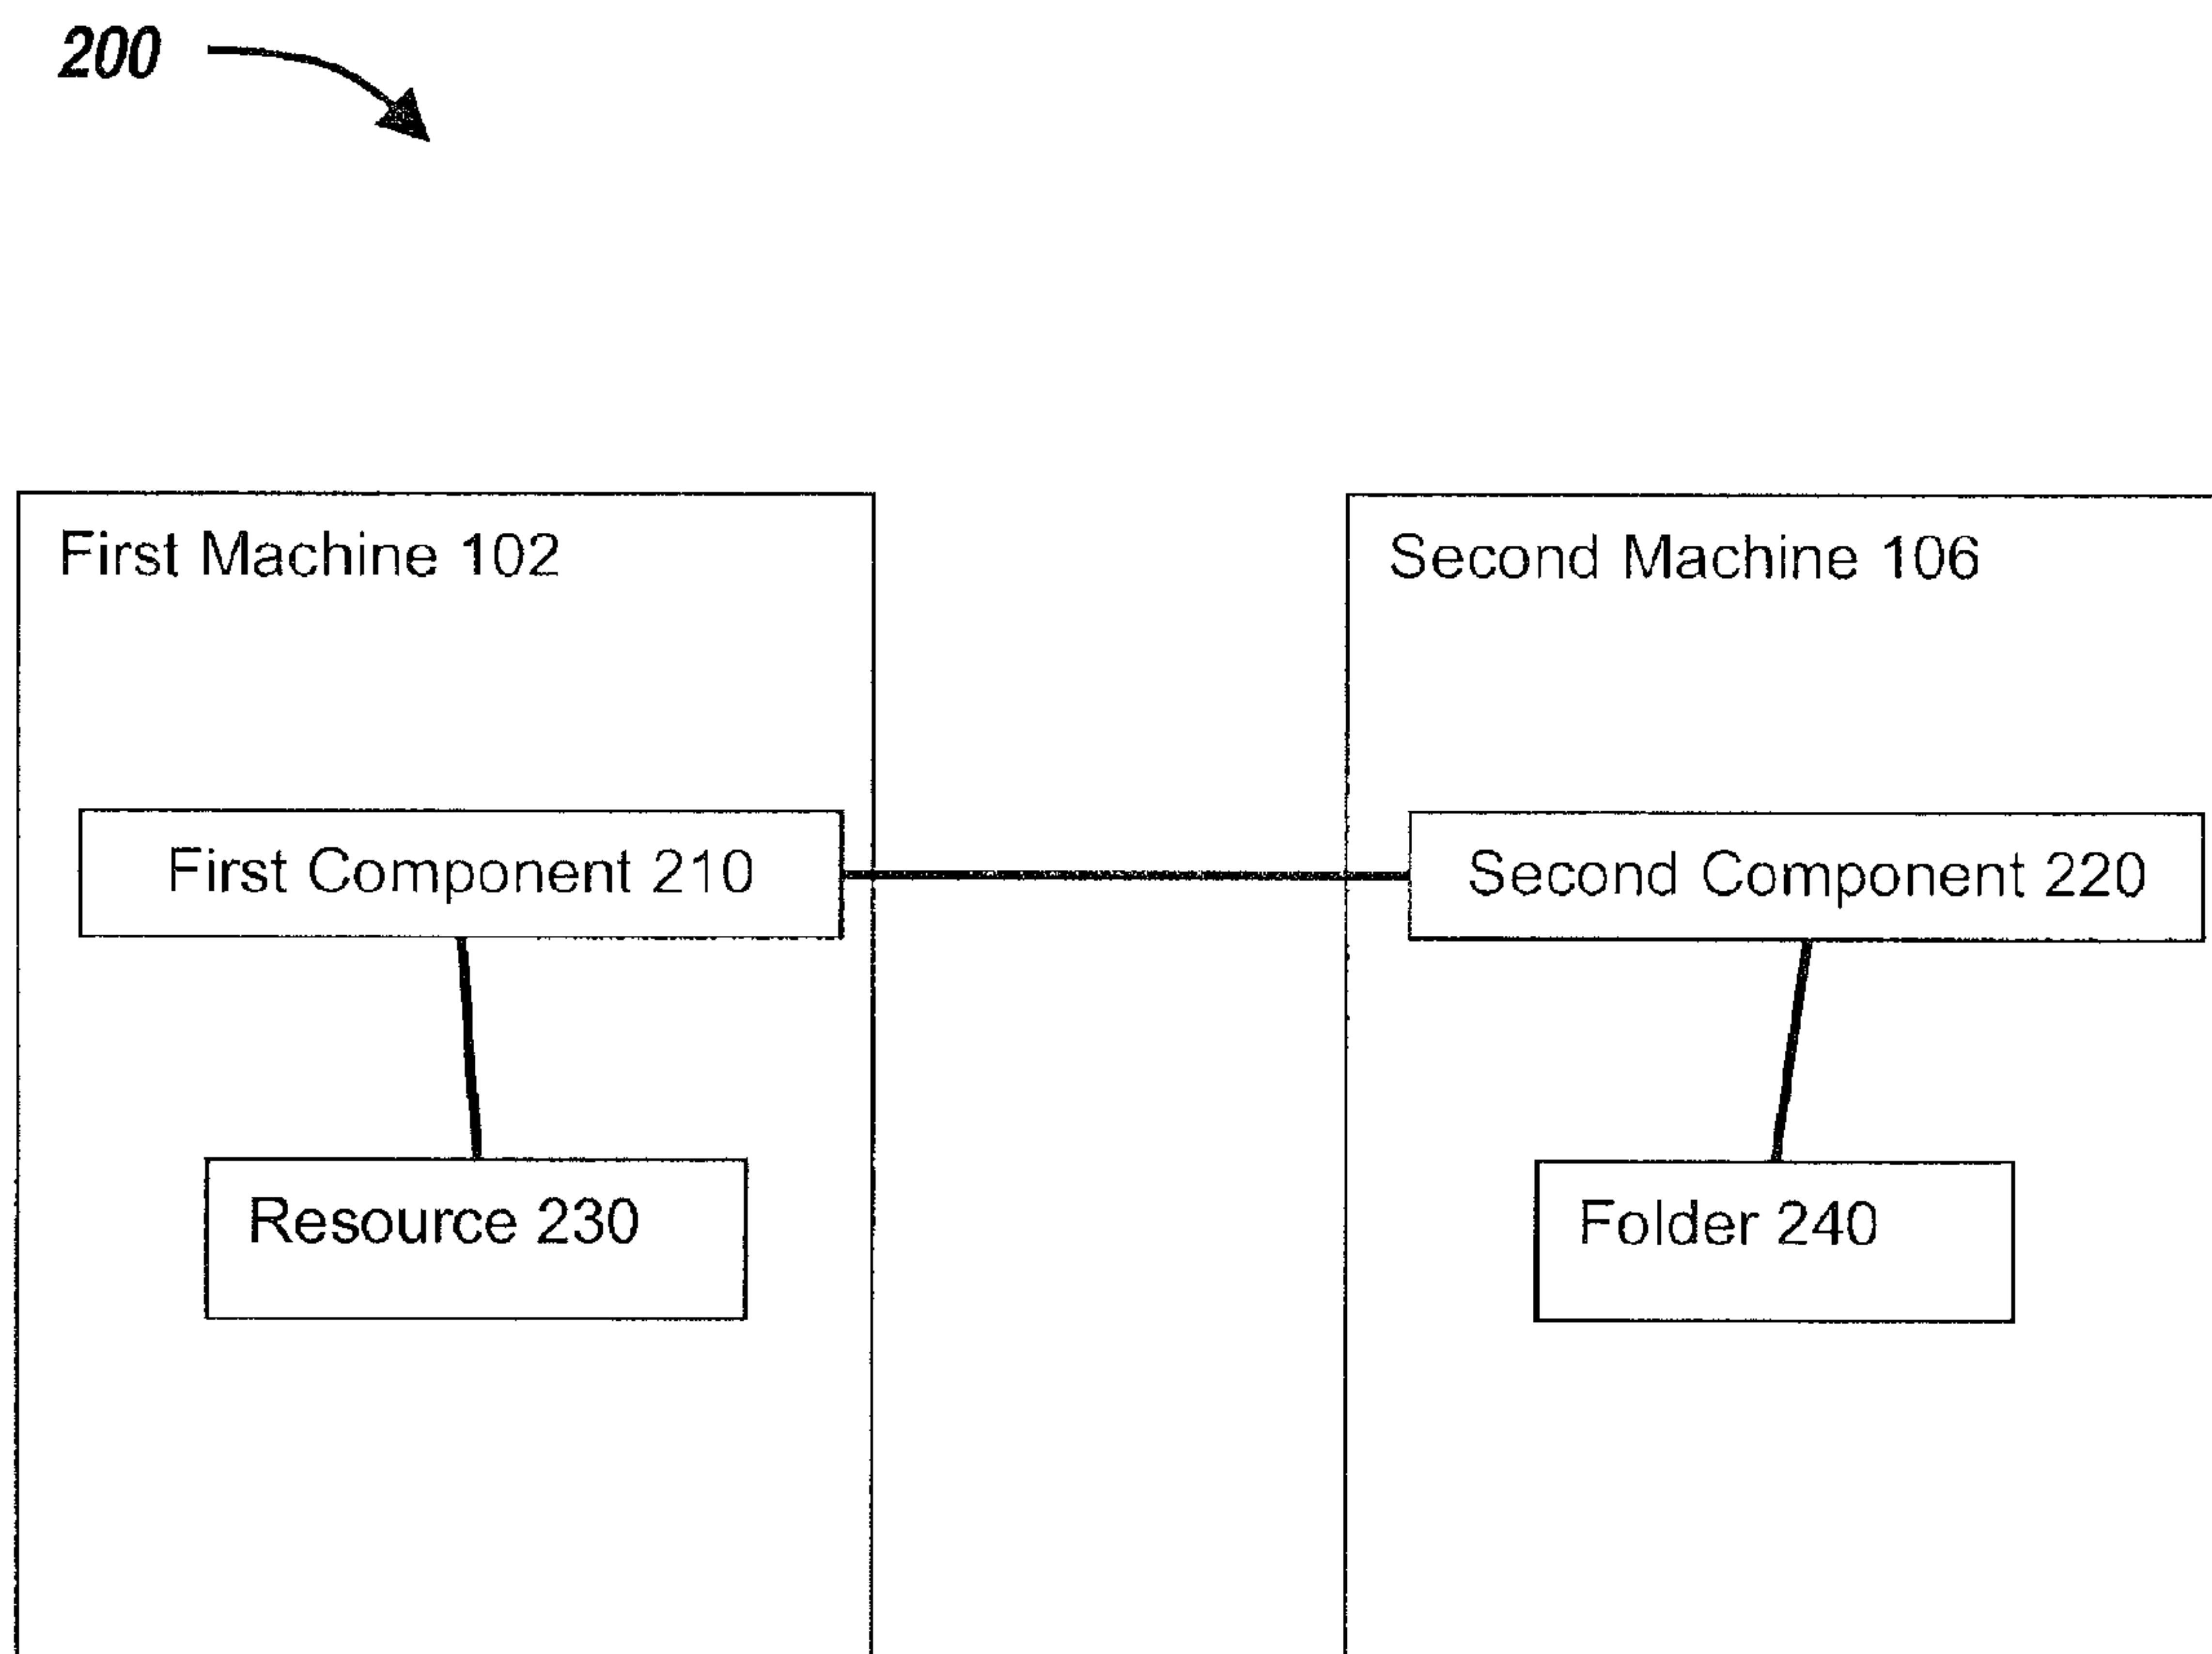 200
First Machine 102
Second Machine 106
First Component 210
Second Component 220
Resource 230
Folder 240